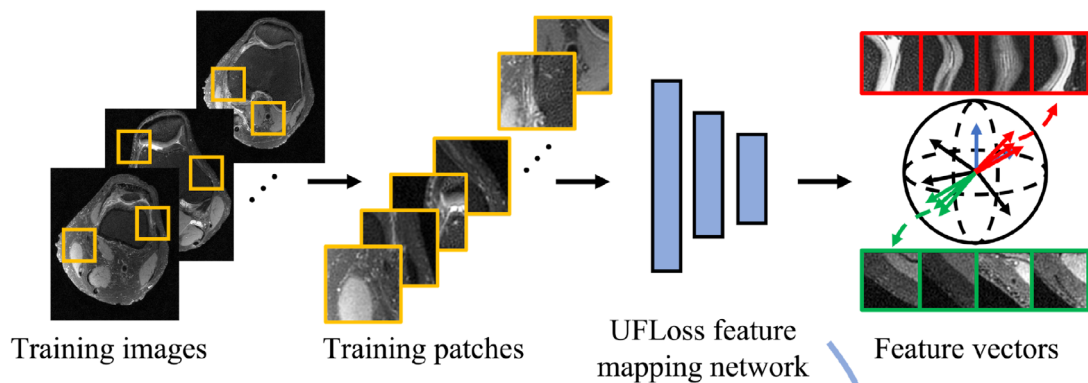 Training images
Training patches
UFLoss feature
mapping network
Feature vectors